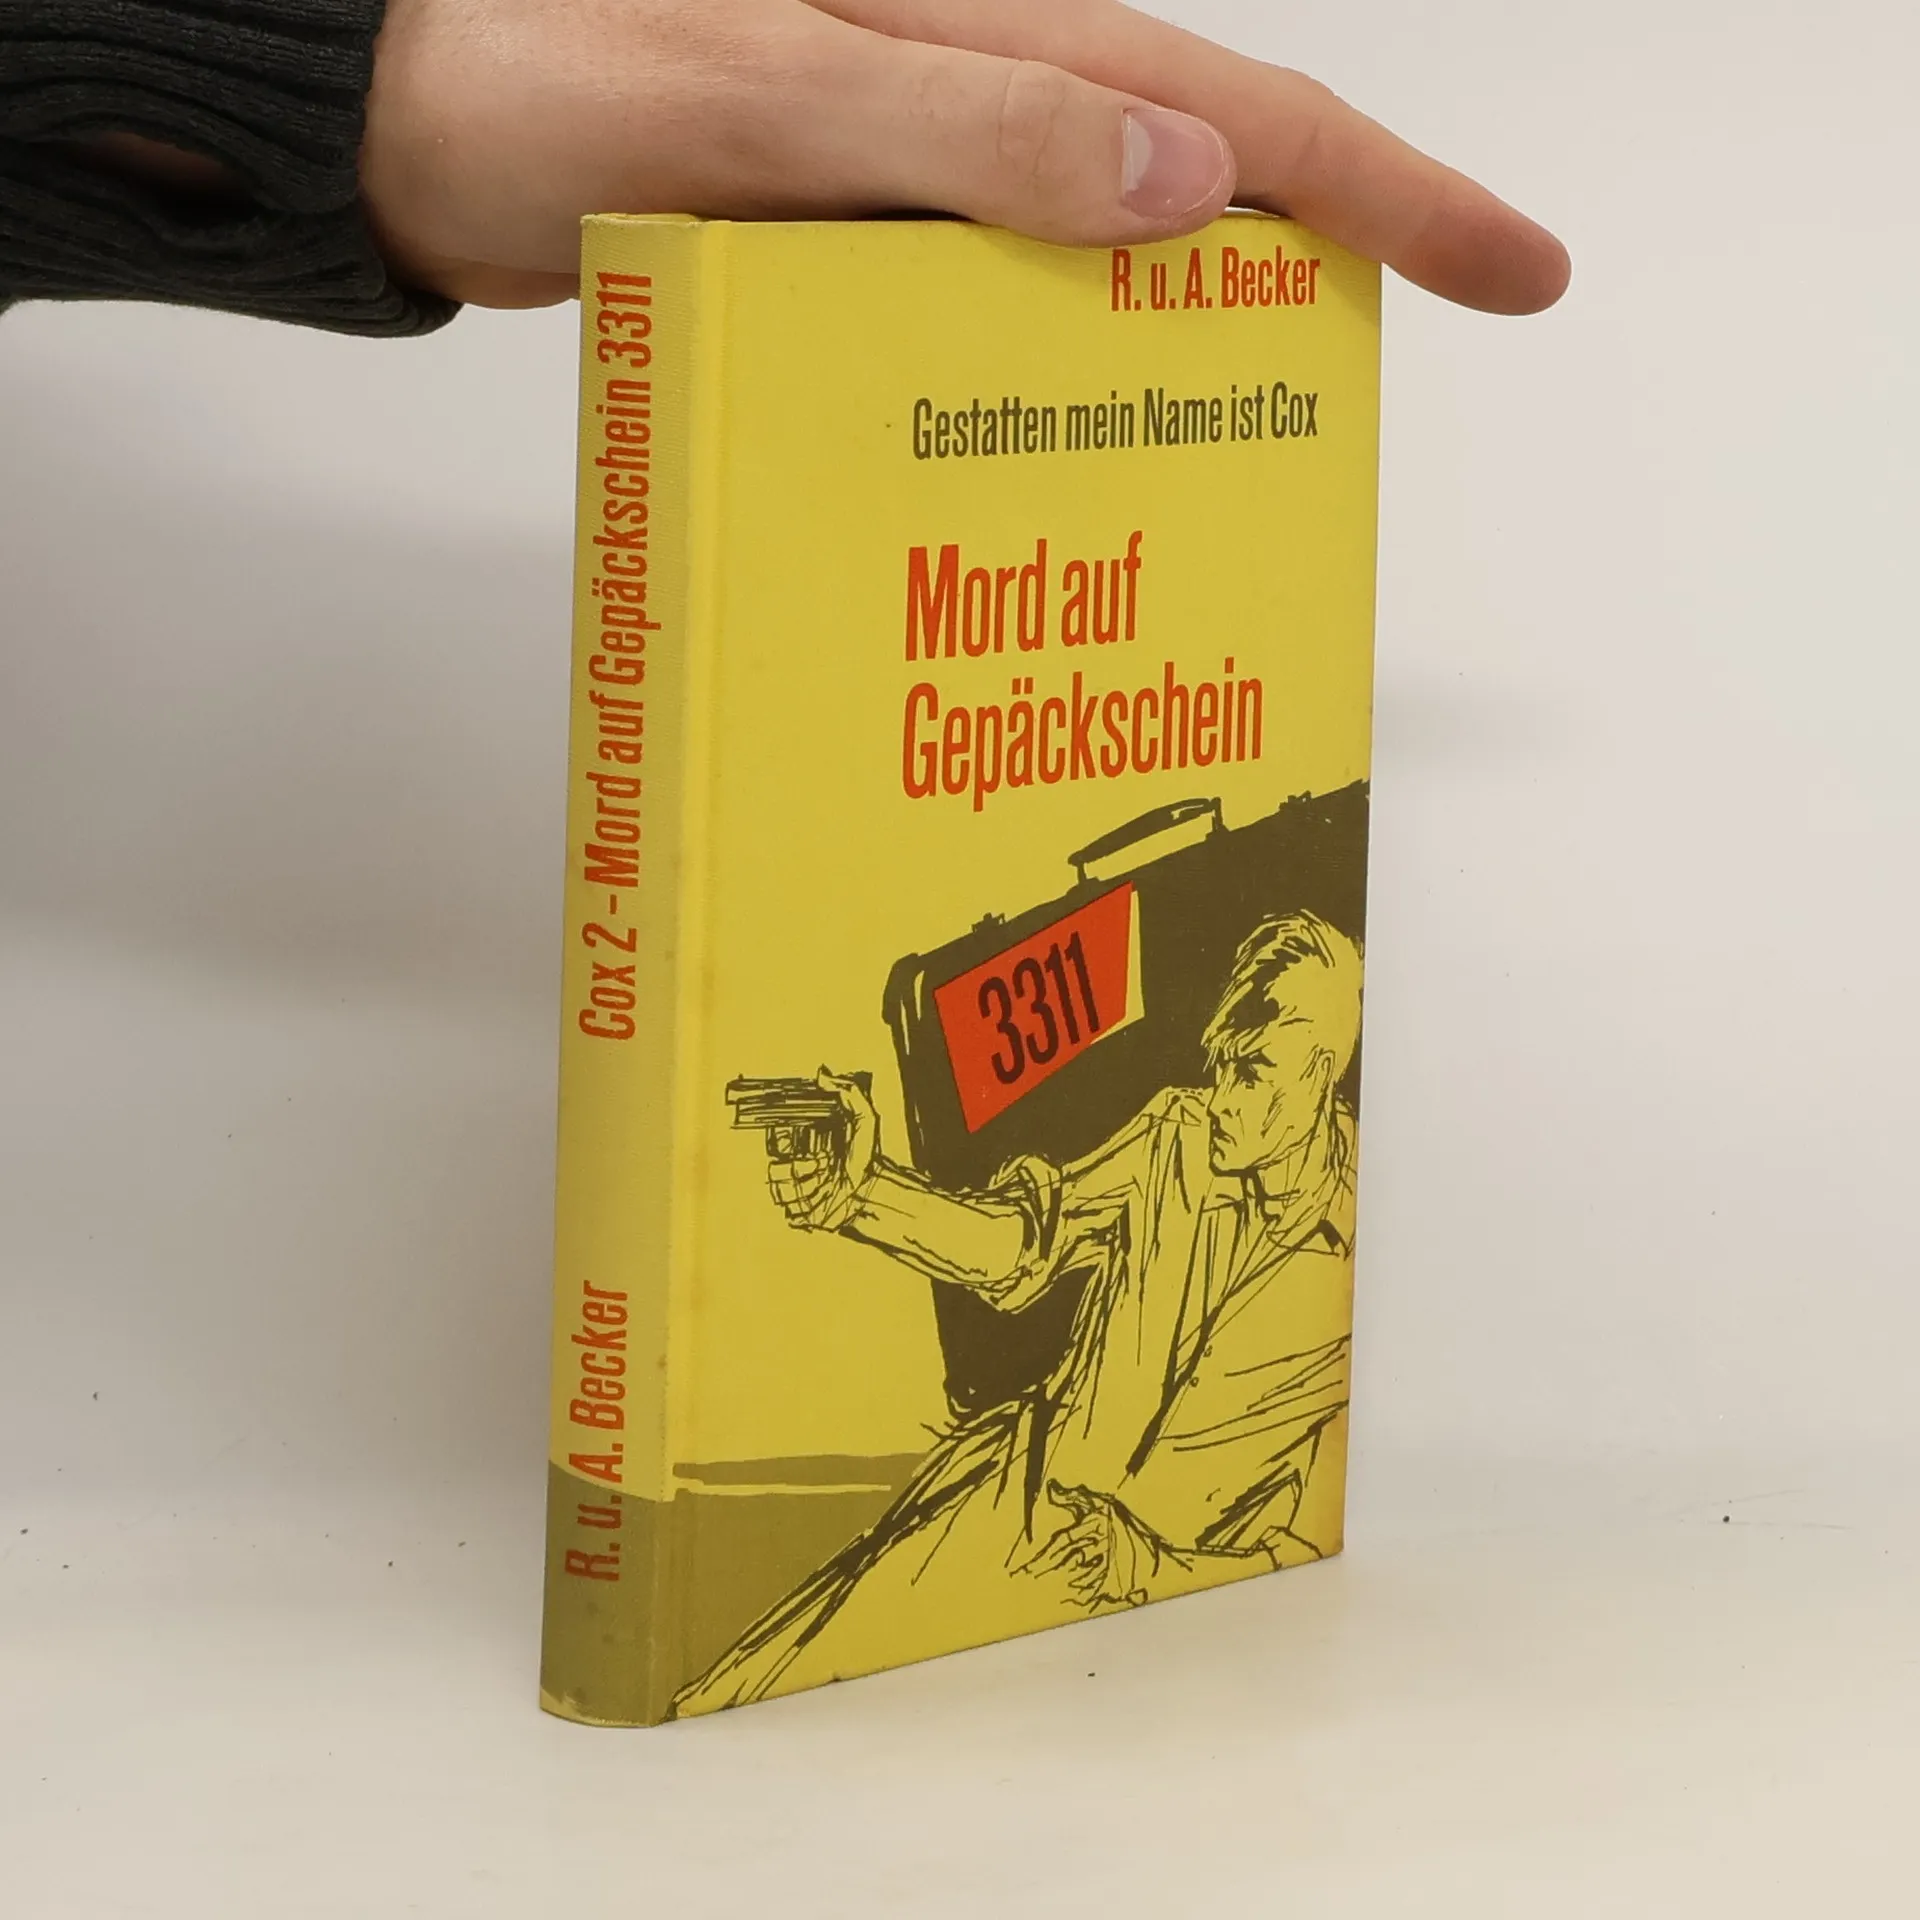 R. u. A. Becker
Gestatten mein Name ist Cox
Mord auf
Gepäckschein
3311
Cox 2 – Mord auf Gepäckschein 3311
R. u. A. Becker